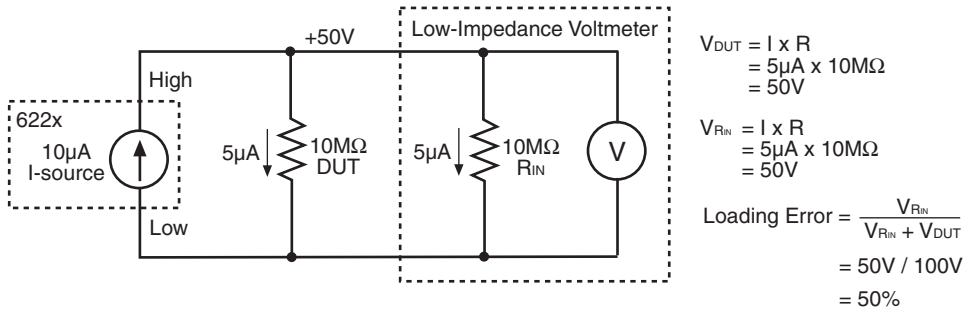 +50V
Low-Impedance Voltmeter
High
622x
10µA
I-source
Low
5µA
10MΩ
DUT
5µA
10MΩ
RIN
V
VDUT = I x R
= 5µA x 10MΩ
= 50V
VRIN = I x R
= 5µA x 10MΩ
= 50V
Loading Error = VRIN
VRIN + VDUT
= 50V / 100V
= 50%